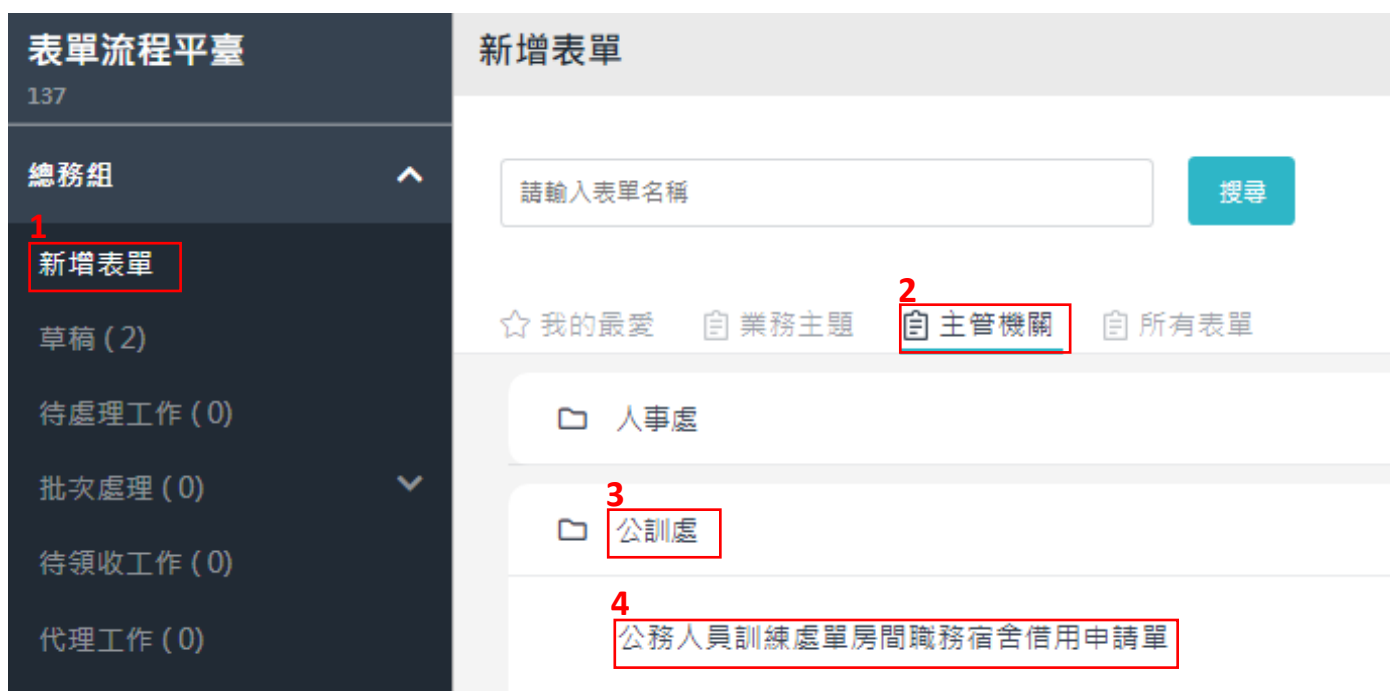 表單流程平臺
137
總務組
1
新增表單
草稿 ( 2)
待處理工作 ( 0)
批次處理 ( 0)
待領收工作 ( 0)
代理工作 ( 0)
新增表單
請輸入表單名稱
搜尋
2
我的最愛 業務主題 主管機關 所有表單
人事處
3
公訓處
4
公務人員訓練處單房間職務宿舍借用申請單